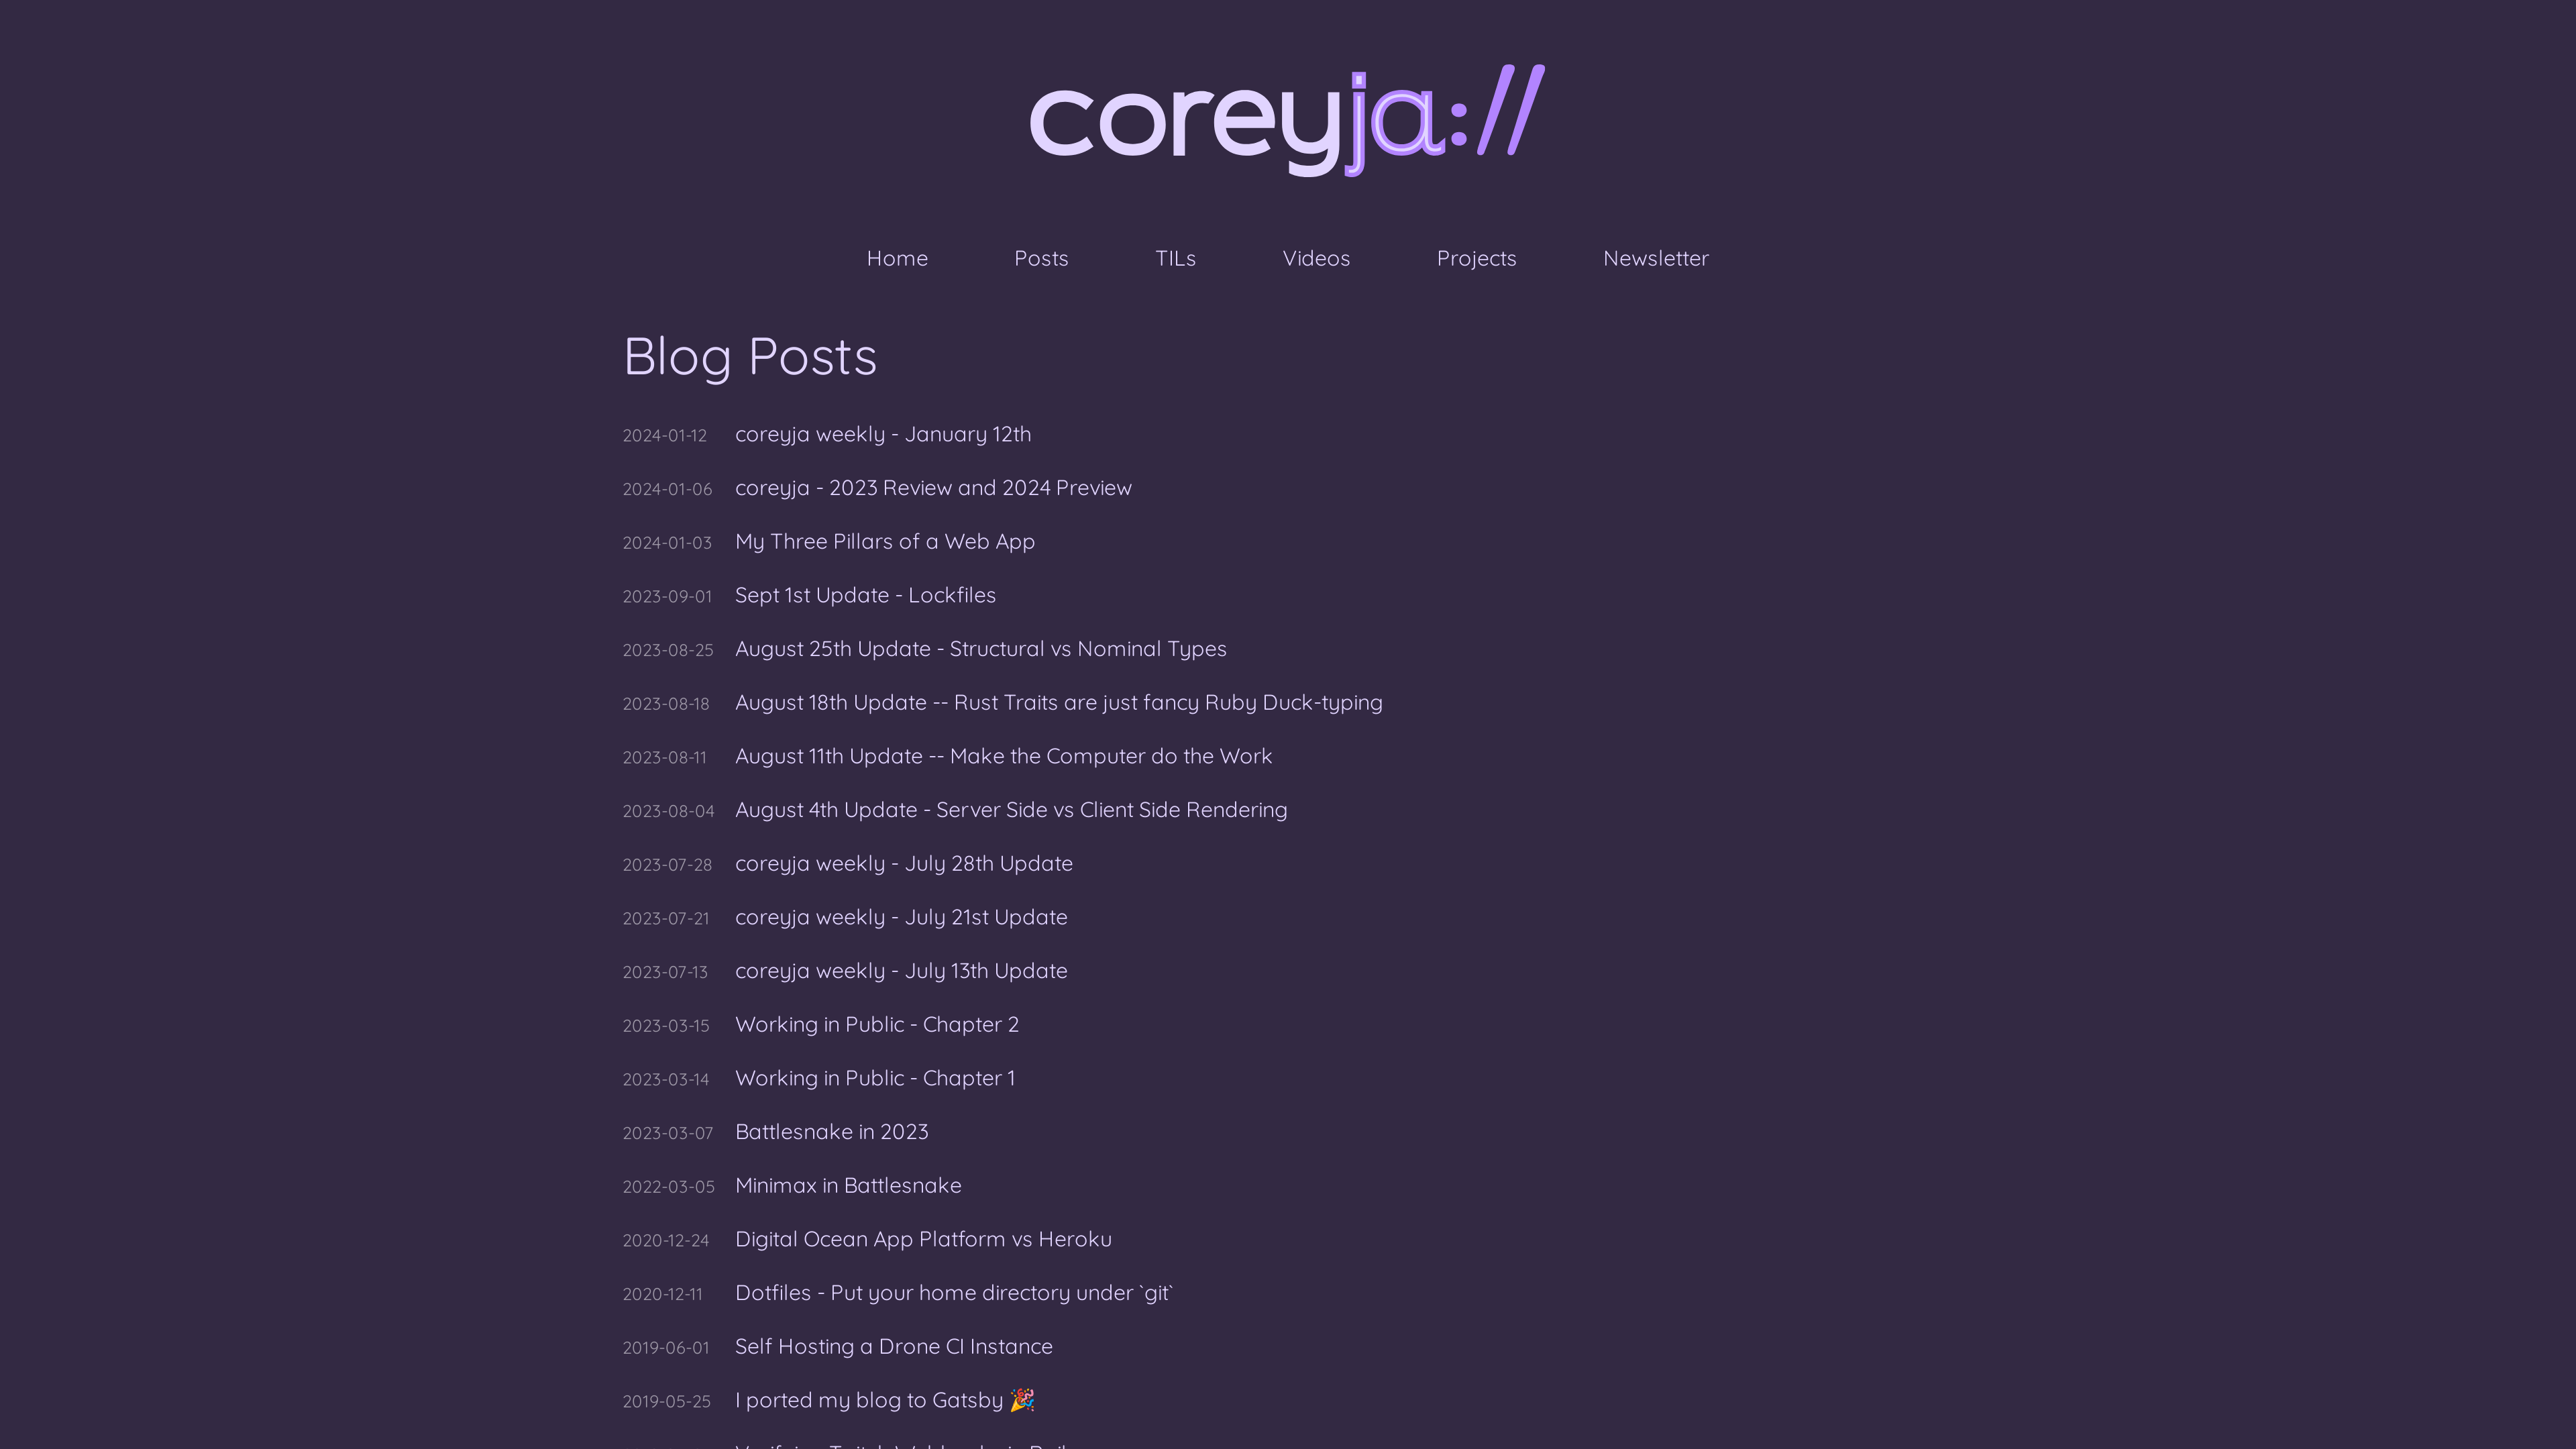 coreyja://
Home Posts TILs Videos Projects Newsletter
Blog Posts
2024-01-12 coreyja weekly - January 12th
2024-01-06 coreyja - 2023 Review and 2024 Preview
2024-01-03 My Three Pillars of a Web App
2023-09-01 Sept 1st Update - Lockfiles
2023-08-25 August 25th Update - Structural vs Nominal Types
2023-08-18 August 18th Update -- Rust Traits are just fancy Ruby Duck-typing
2023-08-11 August 11th Update -- Make the Computer do the Work
2023-08-04 August 4th Update - Server Side vs Client Side Rendering
2023-07-28 coreyja weekly - July 28th Update
2023-07-21 coreyja weekly - July 21st Update
2023-07-13 coreyja weekly - July 13th Update
2023-03-15 Working in Public - Chapter 2
2023-03-14 Working in Public - Chapter 1
2023-03-07 Battlesnake in 2023
2022-03-05 Minimax in Battlesnake
2020-12-24 Digital Ocean App Platform vs Heroku
2020-12-11 Dotfiles - Put your home directory under `git`
2019-06-01 Self Hosting a Drone CI Instance
2019-05-25 I ported my blog to Gatsby 🎉